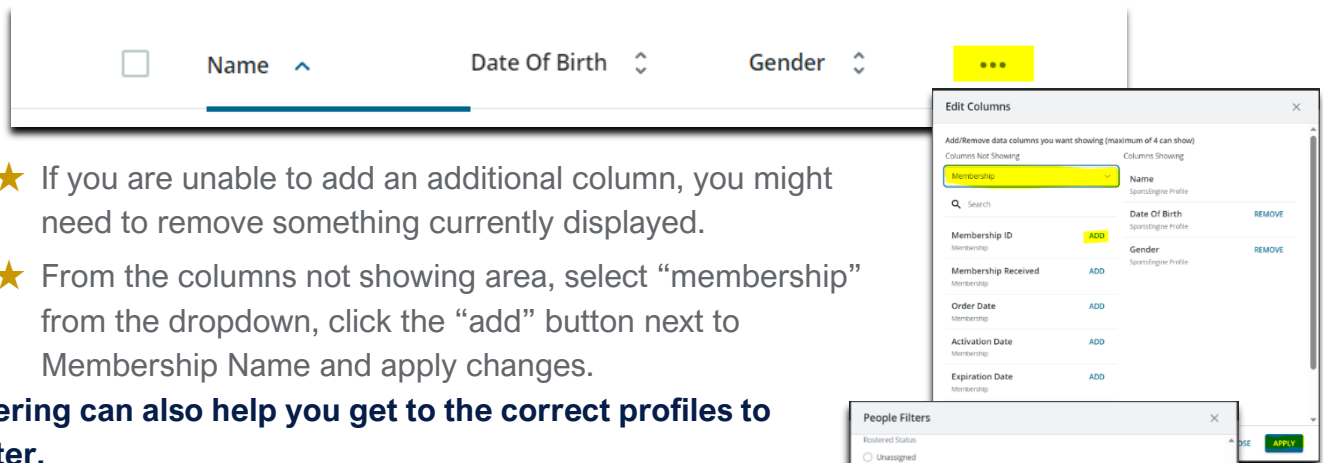 Name
Date Of Birth
Gender
Edit Columns
Add/Remove data columns you want showing (maximum of 4 can show)
Columns Not Showing
Columns Showing
Membership
Name
SportsEngine Profile
Search
Date Of Birth REMOVE
SportsEngine Profile
Membership ID ADD
Membership
Gender REMOVE
SportsEngine Profile
Membership Received ADD
Membership
Order Date ADD
Membership
Activation Date ADD
Membership
Expiration Date ADD
Membership
APPLY
If you are unable to add an additional column, you might
need to remove something currently displayed.
From the columns not showing area, select “membership”
from the dropdown, click the “add” button next to
Membership Name and apply changes.
can also help you get to the correct profiles to
People Filters
Rostered Status
Unassigned